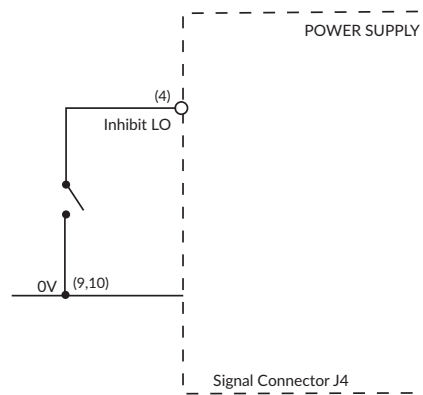 POWER SUPPLY
(4)
Inhibit LO
0V (9,10)
Signal Connector J4